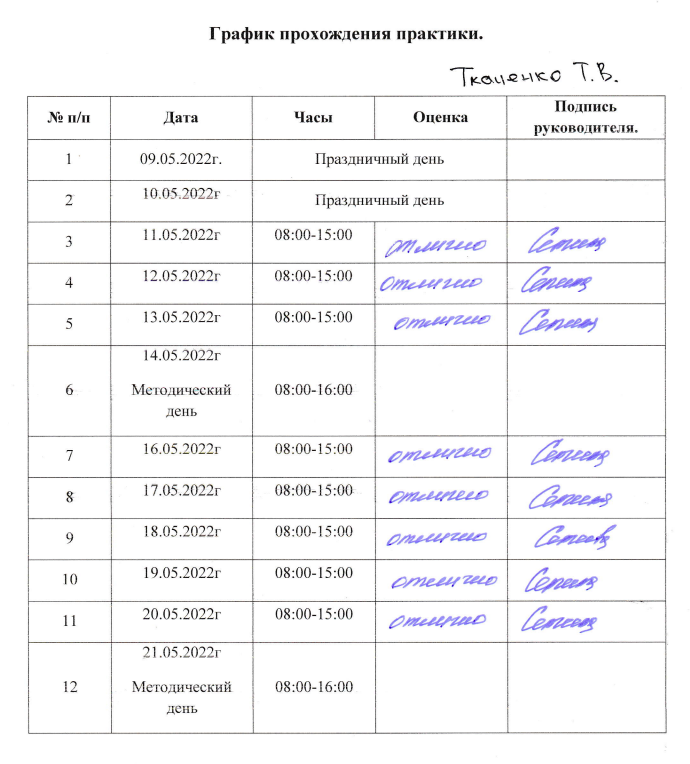 График прохождения практики.
Ткаченко Т.В.
№ п/п Дата Часы Оценка Подпись руководителя.
1 09.05.2022г. Праздничный день
2 10.05.2022г Праздничный день
3 11.05.2022г 08:00-15:00 отлично
4 12.05.2022г 08:00-15:00 отлично
5 13.05.2022г 08:00-15:00 отлично
14.05.2022г
6 Методический 08:00-16:00
день
7 16.05.2022г 08:00-15:00 отлично
8 17.05.2022г 08:00-15:00 отлично
9 18.05.2022г 08:00-15:00 отлично
10 19.05.2022г 08:00-15:00 отлично
11 20.05.2022г 08:00-15:00 отлично
21.05.2022г
12 Методический 08:00-16:00
день